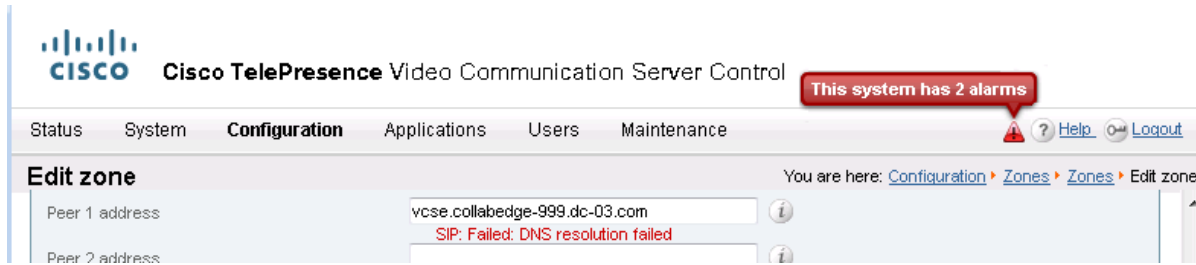 CISCO Cisco TelePresence Video Communication Server Control
This system has 2 alarms
Status System Configuration Applications Users Maintenance ? Help Logout
Edit zone You are here: Configuration Zones Zones Edit zone
Peer 1 address vcse.collabedge-999.dc-03.com i
SIP: Failed: DNS resolution failed
Peer 2 address i